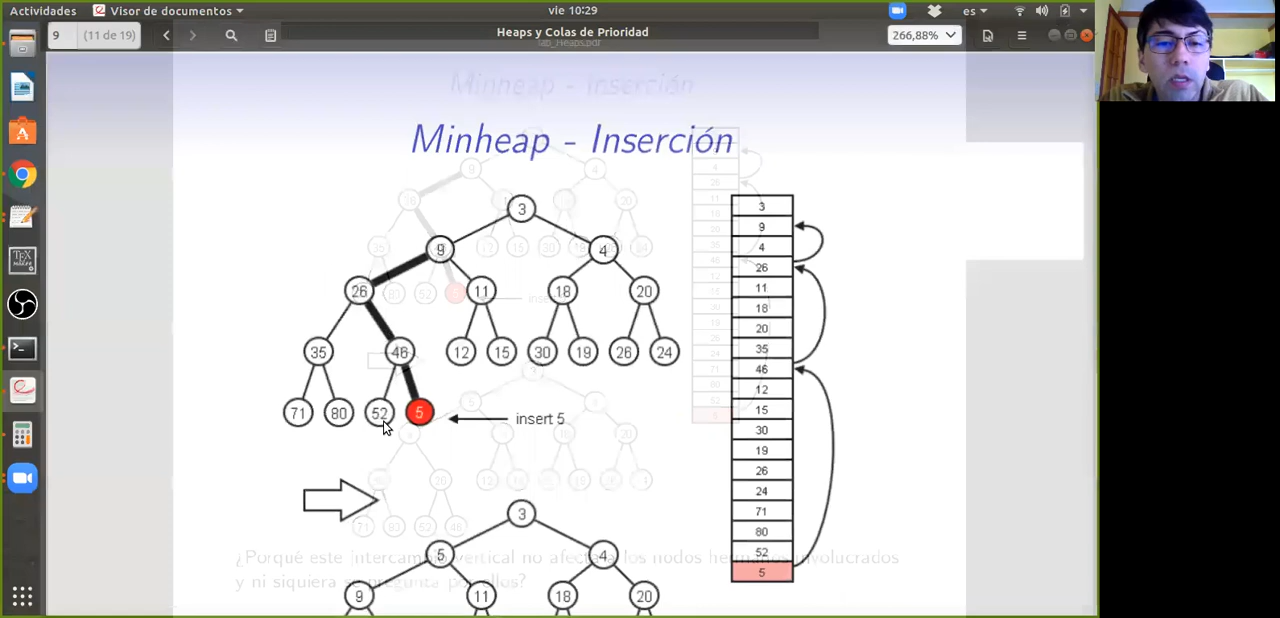 Actividades Visor de documentos vie 10:29 es
9 (11 de 19) Heaps y Colas de Prioridad 266,88%
lab_Heaps.pdf
Minheap - Inserción
Minheap - Inserción
3
9 4
26 11 18 20
35 46 12 15 30 19 26 24
71 80 52 5
insert 5
3
5 4
9 11 18 20
3
9
4
26
11
18
20
35
46
12
15
30
19
26
24
71
80
52
5
¿Porqué este intercambio vertical no afecta a los nodos hermanos involucrados
y ni siquiera se pregunta por ellos?